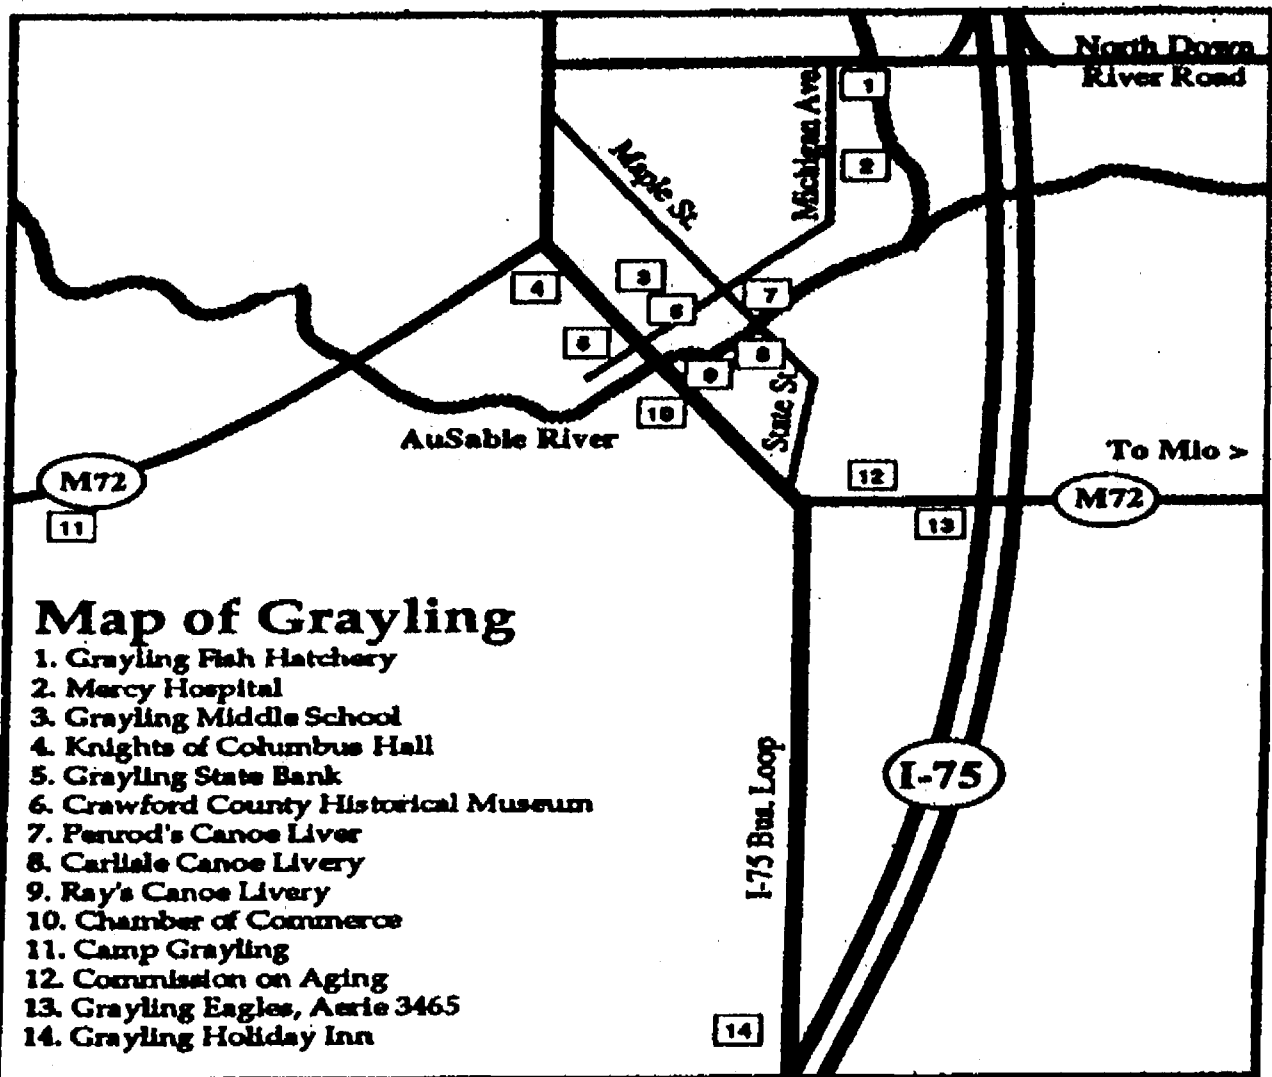 North Down
River Road
1
Michigan Ave.
2
Maple St.
3
4
6
7
5
8
9
10
State St.
AuSable River
To Mio >
M72
12
M72
11
13
Map of Grayling
1. Grayling Fish Hatchery
2. Mercy Hospital
3. Grayling Middle School
4. Knights of Columbus Hall
5. Grayling State Bank
6. Crawford County Historical Museum
7. Penrod's Canoe Liver
8. Carlisle Canoe Livery
9. Ray's Canoe Livery
10. Chamber of Commerce
11. Camp Grayling
12. Commission on Aging
13. Grayling Eagles, Aerie 3465
14. Grayling Holiday Inn
I-75 Bus. Loop
I-75
14